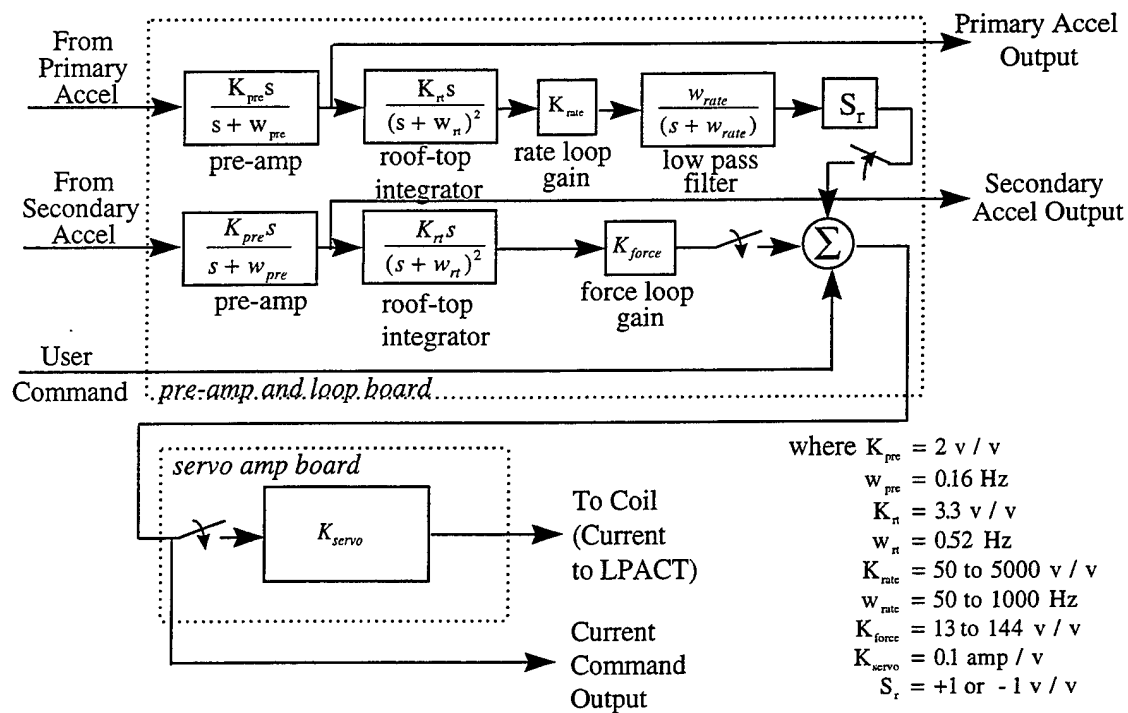 From
Primary
Accel
K_pre s
s + w_pre
pre-amp
K_rt s
(s + w_rt)²
roof-top
integrator
K_rate
rate loop
gain
w_rate
(s + w_rate)
low pass
filter
S_r
Primary Accel
Output
From
Secondary
Accel
K_pre s
s + w_pre
pre-amp
K_rt s
(s + w_rt)²
roof-top
integrator
K_force
force loop
gain
Σ
Secondary
Accel Output
User
Command
pre-amp and loop board
servo amp board
K_servo
To Coil
(Current
to LPACT)
Current
Command
Output
where K_pre = 2 v / v
w_pre = 0.16 Hz
K_rt = 3.3 v / v
w_rt = 0.52 Hz
K_rate = 50 to 5000 v / v
w_rate = 50 to 1000 Hz
K_force = 13 to 144 v / v
K_servo = 0.1 amp / v
S_r = +1 or - 1 v / v